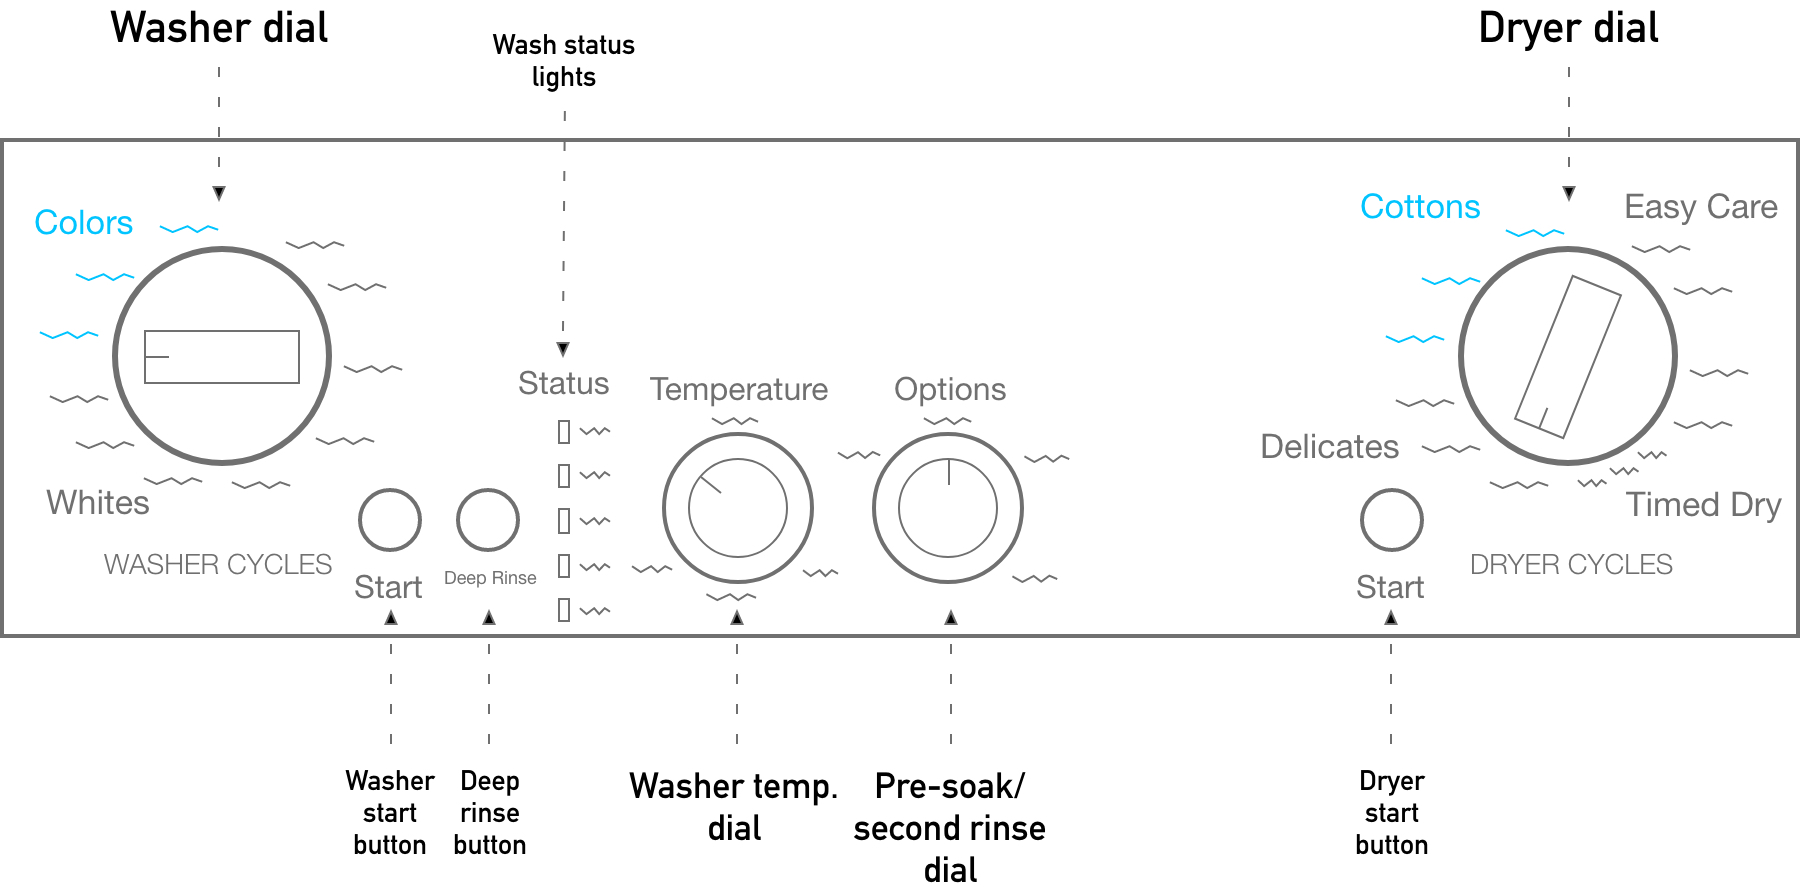 Washer dial
Wash status
lights
Dryer dial
Colors
Cottons
Easy Care
Status
Temperature
Options
Delicates
Whites
Timed Dry
WASHER CYCLES
Start
Deep Rinse
Start
DRYER CYCLES
Washer
start
button
Deep
rinse
button
Washer temp.
dial
Pre-soak/
second rinse
dial
Dryer
start
button